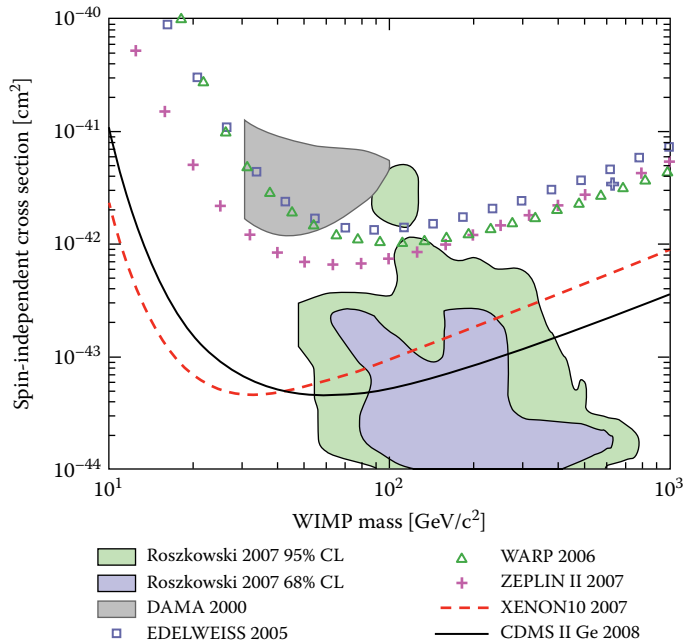 10⁻⁴⁰
10⁻⁴¹
10⁻⁴²
10⁻⁴³
10⁻⁴⁴
Spin-independent cross section [cm²]
10¹
10²
10³
WIMP mass [GeV/c²]
Roszkowski 2007 95% CL
Roszkowski 2007 68% CL
DAMA 2000
EDELWEISS 2005
WARP 2006
ZEPLIN II 2007
XENON10 2007
CDMS II Ge 2008